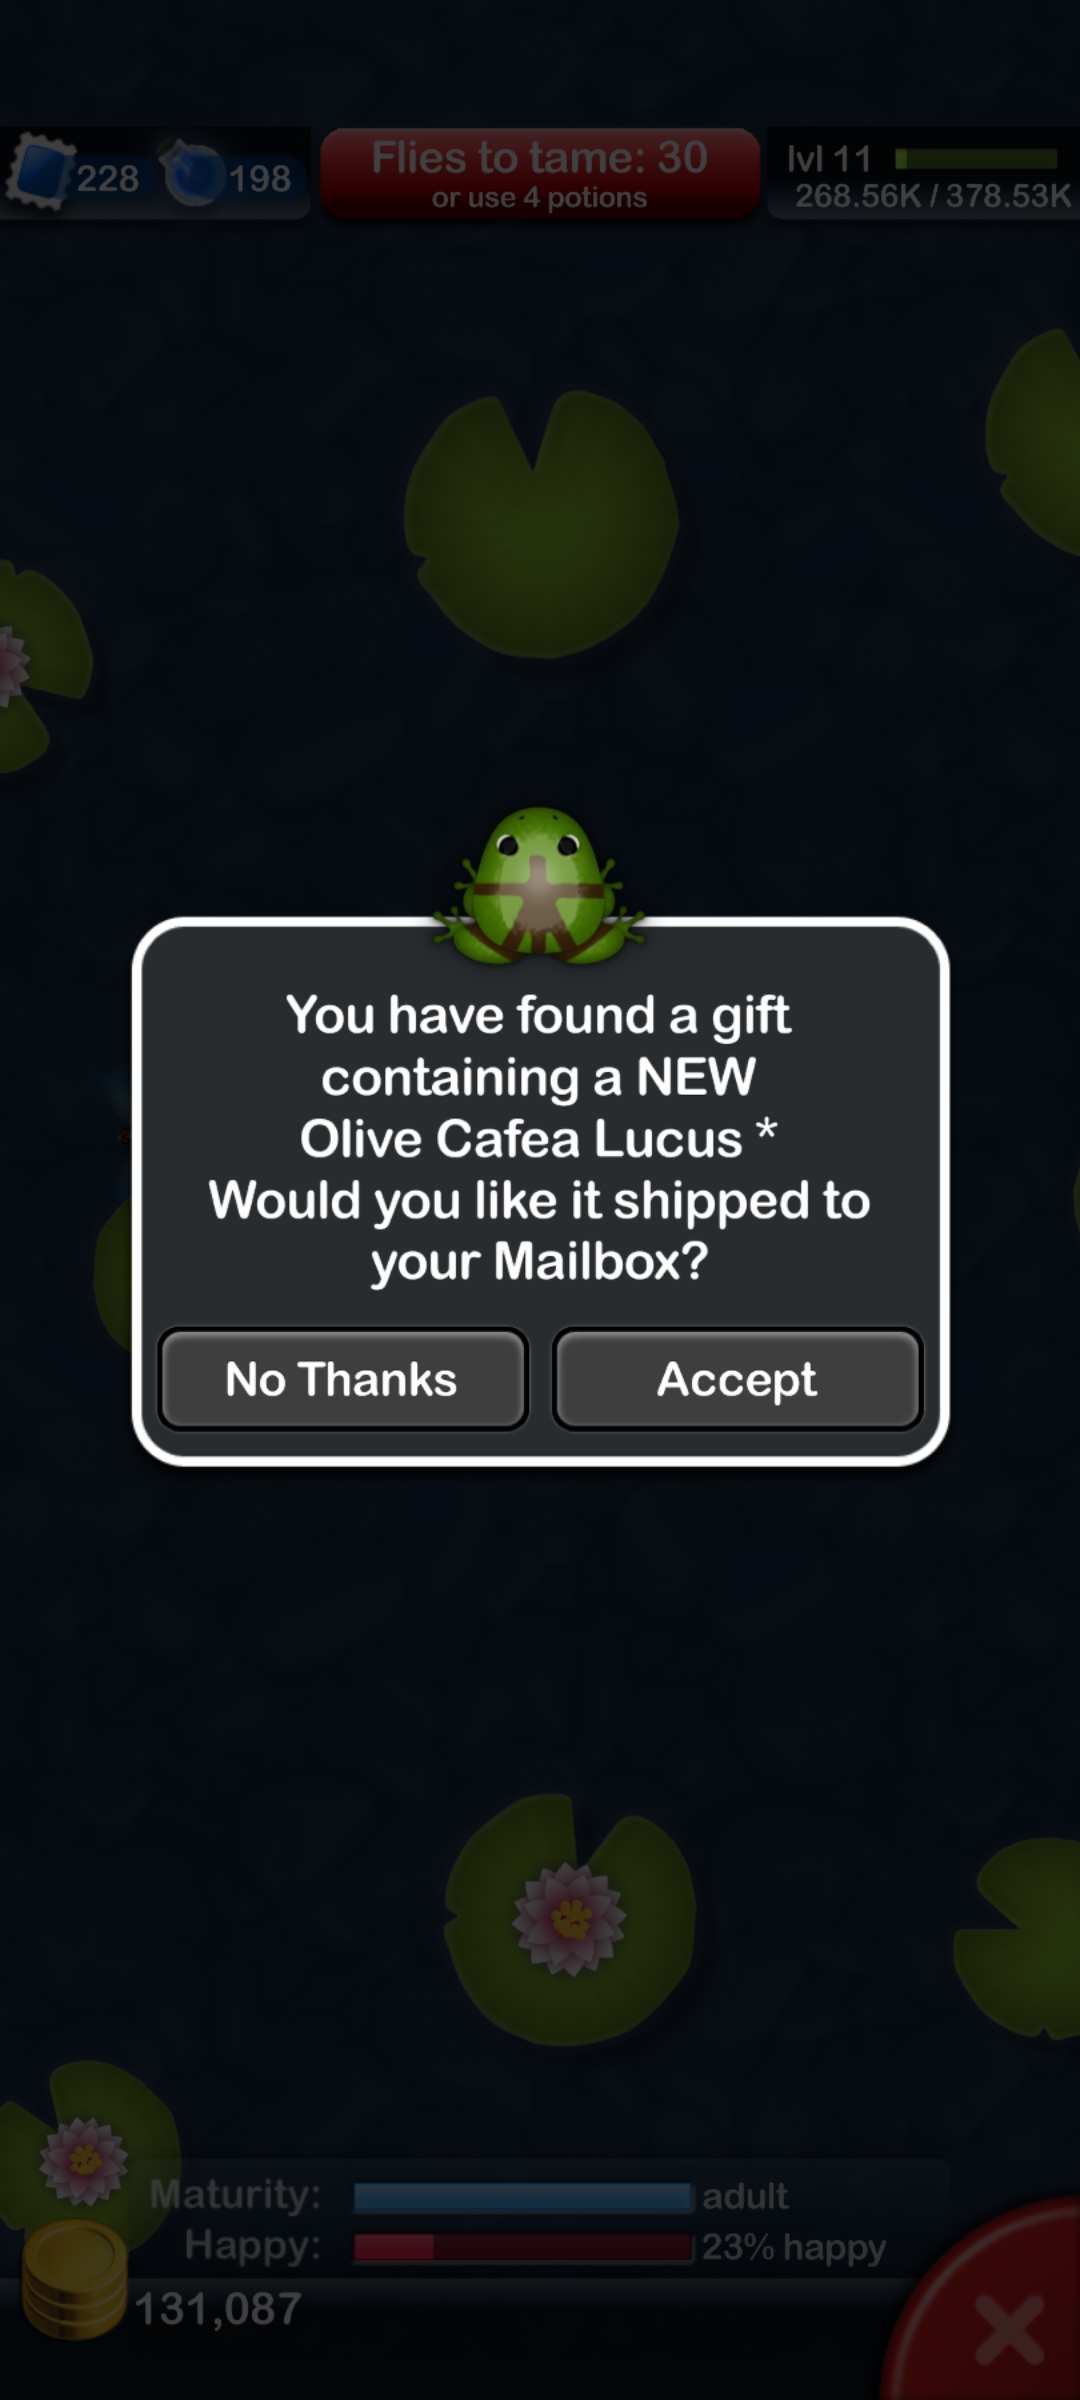 228
198
Flies to tame: 30
or use 4 potions
lvl 11
268.56K / 378.53K
You have found a gift
containing a NEW
Olive Cafea Lucus *
Would you like it shipped to
your Mailbox?
No Thanks
Accept
Maturity:
adult
Happy:
23% happy
131,087